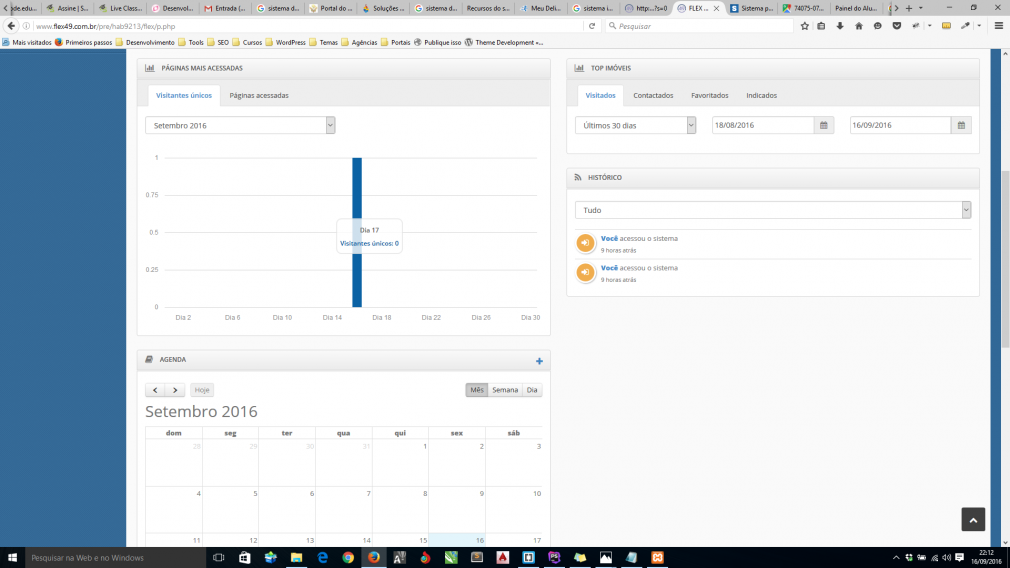 jde.edu...
Assine | S...
Live Class...
Desenvol...
Entrada (...
sistema d...
Portal do ...
Soluções ...
sistema d...
Recursos do s...
Meu Deli...
sistema i...
http:...?s=0
FLEX ...
Sistema p...
74075-07...
Painel do Alu...
www.flex49.com.br/pre/hab9213/flex/p.php
Pesquisar
Mais visitados
Primeiros passos
Desenvolvimento
Tools
SEO
Cursos
WordPress
Temas
Agências
Portais
Publique isso
Theme Development «...
PÁGINAS MAIS ACESSADAS
Visitantes únicos
Páginas acessadas
Setembro 2016
1
0.75
0.5
0.25
0
Dia 17
Visitantes únicos: 0
Dia 2 Dia 6 Dia 10 Dia 14 Dia 18 Dia 22 Dia 26 Dia 30
TOP IMÓVEIS
Visitados Contactados Favoritados Indicados
Últimos 30 dias
18/08/2016
16/09/2016
HISTÓRICO
Tudo
Você acessou o sistema
9 horas atrás
Você acessou o sistema
9 horas atrás
AGENDA
+
Hoje
Mês Semana Dia
Setembro 2016
dom seg ter qua qui sex sáb
28 29 30 31 1 2 3
4 5 6 7 8 9 10
11 12 13 14 15 16 17
Pesquisar na Web e no Windows
22:12
16/09/2016